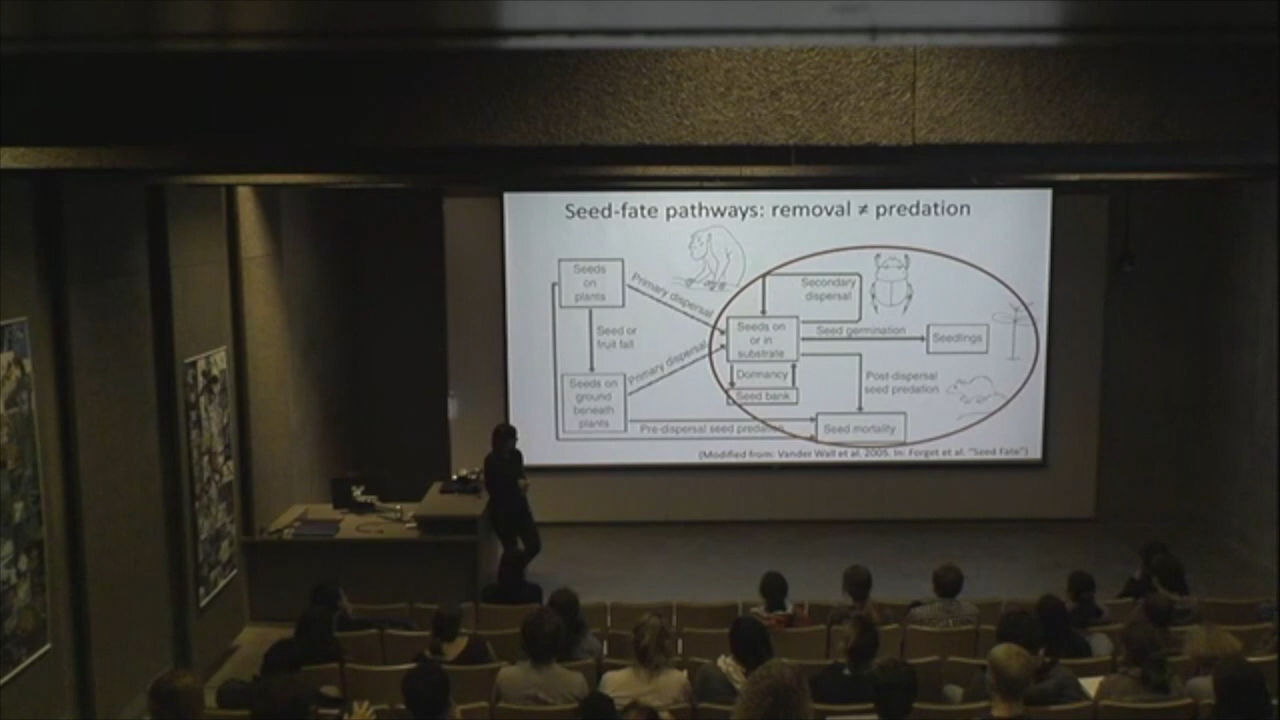 Seed-fate pathways: removal ≠ predation
Seeds
on
plants
Primary dispersal
Secondary
dispersal
Seed or
fruit fall
Seeds on
or in
substrate
Seed germination
Seedlings
Primary dispersal
Dormancy
Seed bank
Post-dispersal
seed predation
Seeds on
ground
beneath
plants
Pre-dispersal seed predation
Seed mortality
(Modified from: Vander Wall et al. 2005. In: Forget et al. "Seed Fate")